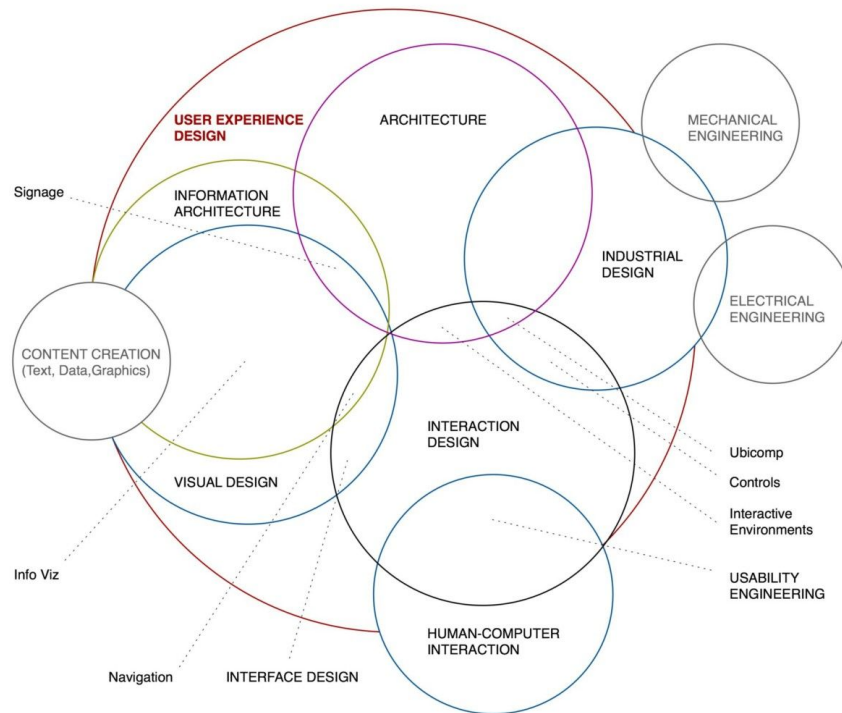 USER EXPERIENCE
DESIGN
ARCHITECTURE
MECHANICAL
ENGINEERING
Signage
INFORMATION
ARCHITECTURE
INDUSTRIAL
DESIGN
ELECTRICAL
ENGINEERING
CONTENT CREATION
(Text, Data,Graphics)
INTERACTION
DESIGN
VISUAL DESIGN
Ubicomp
Controls
Interactive
Environments
Info Viz
USABILITY
ENGINEERING
HUMAN-COMPUTER
INTERACTION
Navigation
INTERFACE DESIGN